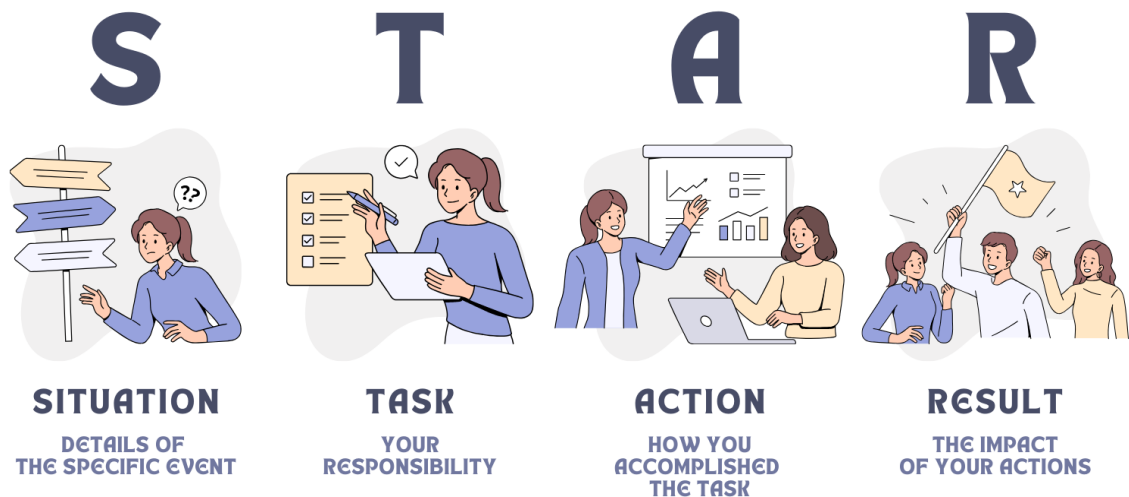 S T A R
??
SITUATION
DETAILS OF
THE SPECIFIC EVENT
TASK
YOUR
RESPONSIBILITY
ACTION
HOW YOU
ACCOMPLISHED
THE TASK
RESULT
THE IMPACT
OF YOUR ACTIONS